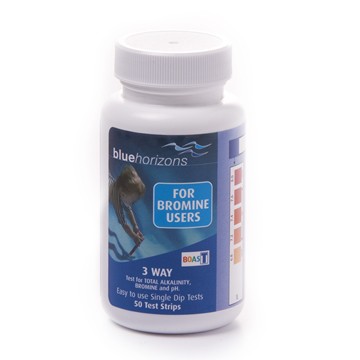 bluehorizons
FOR
BROMINE
USERS
BOAST
3 WAY
Test for TOTAL ALKALINITY,
BROMINE and pH.
Easy to use Single Dip Tests
50 Test Strips